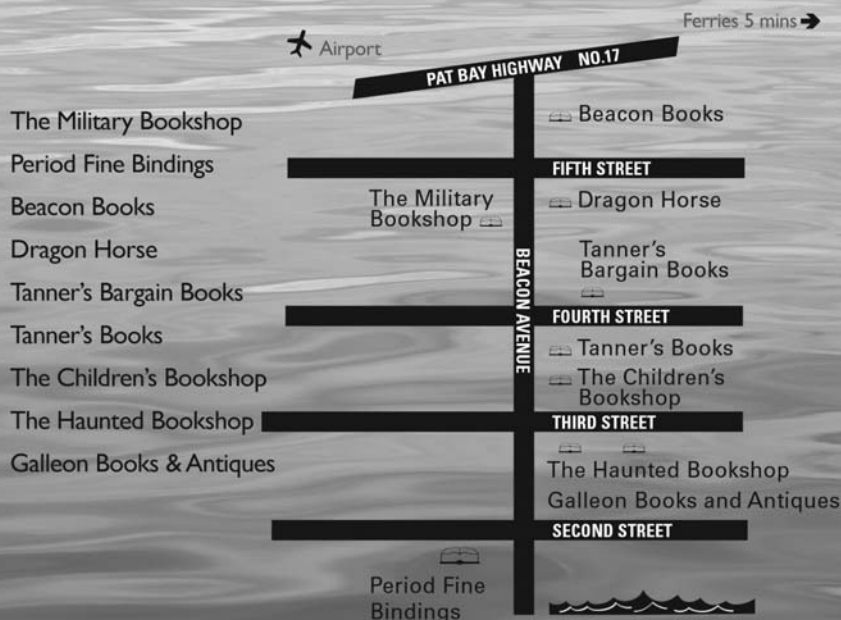 Ferries 5 mins
Airport
PAT BAY HIGHWAY NO.17
The Military Bookshop
Period Fine Bindings
Beacon Books
Dragon Horse
Tanner's Bargain Books
Tanner's Books
The Children's Bookshop
The Haunted Bookshop
Galleon Books & Antiques
Beacon Books
FIFTH STREET
The Military
Bookshop
Dragon Horse
Tanner's
Bargain Books
BEACON AVENUE
FOURTH STREET
Tanner's Books
The Children's
Bookshop
THIRD STREET
The Haunted Bookshop
Galleon Books and Antiques
SECOND STREET
Period Fine
Bindings